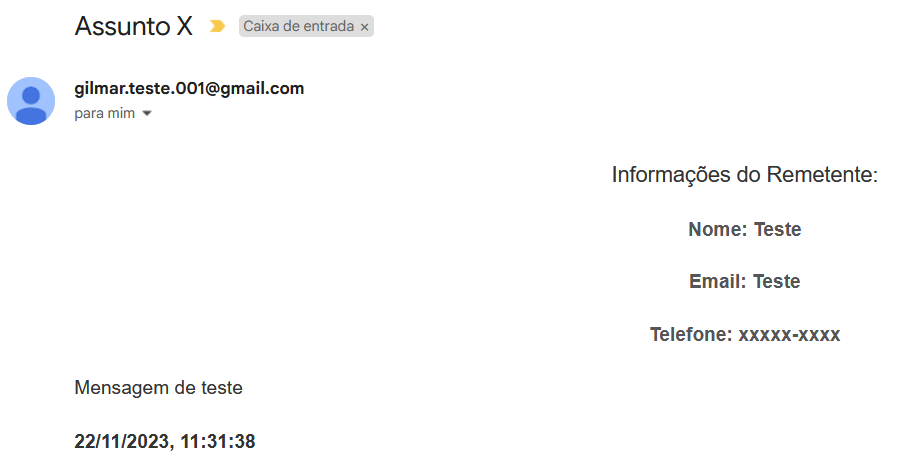 Assunto X
Caixa de entrada ×
gilmar.teste.001@gmail.com
para mim
Informações do Remetente:
Nome: Teste
Email: Teste
Telefone: xxxxx-xxxx
Mensagem de teste
22/11/2023, 11:31:38